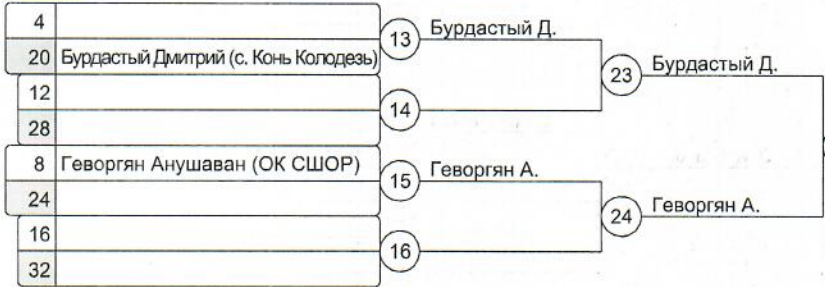 4
13 Бурдастый Д.
20 Бурдастый Дмитрий (с. Конь Колодезь)
23 Бурдастый Д.
12
14
28
8 Геворгян Анушаван (ОК СШОР)
15 Геворгян А.
24
24 Геворгян А.
16
16
32